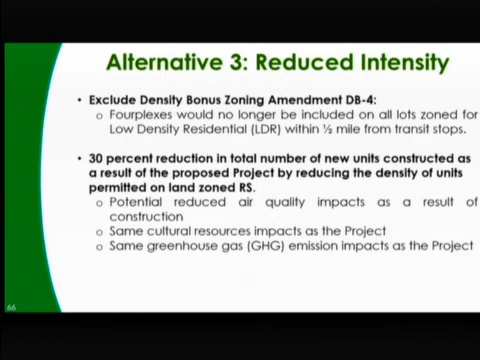 Alternative 3: Reduced Intensity
• Exclude Density Bonus Zoning Amendment DB-4:
o Fourplexes would no longer be included on all lots zoned for
Low Density Residential (LDR) within ½ mile from transit stops.
• 30 percent reduction in total number of new units constructed as
a result of the proposed Project by reducing the density of units
permitted on land zoned RS.
o Potential reduced air quality impacts as a result of
construction
o Same cultural resources impacts as the Project
o Same greenhouse gas (GHG) emission impacts as the Project
66